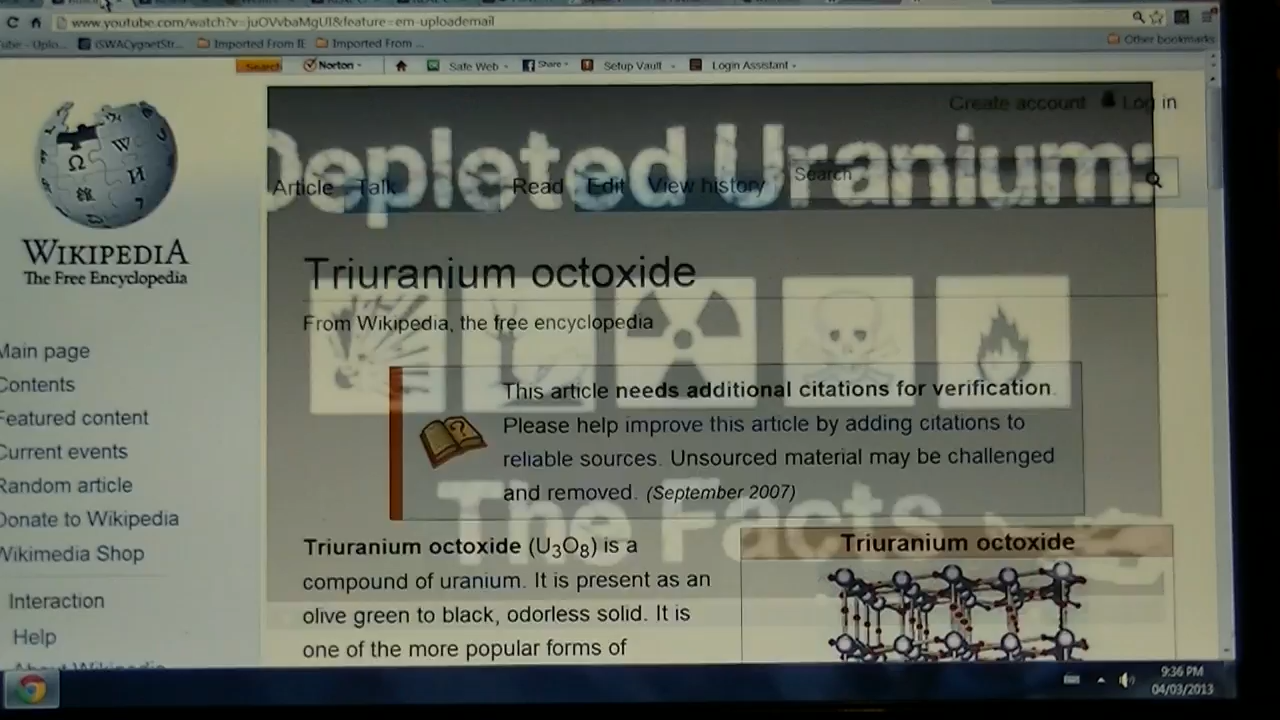 www.youtube.com/watch?v=juOVvbaMgUI&feature=em-uploademail
Imported From IE
Imported From ...
Other bookmarks
Search
Norton
Safe Web
Share
Setup Vault
Login Assistant
Create account
Log in
Depleted Uranium:
Article
Talk
Read
Edit
View history
Search
WIKIPEDIA
The Free Encyclopedia
Triuranium octoxide
From Wikipedia, the free encyclopedia
This article needs additional citations for verification.
Please help improve this article by adding citations to
reliable sources. Unsourced material may be challenged
and removed. (September 2007)
The Facts
Main page
Contents
Featured content
Current events
Random article
Donate to Wikipedia
Wikimedia Shop
Interaction
Help
About Wikipedia
Triuranium octoxide (U3O8) is a
compound of uranium. It is present as an
olive green to black, odorless solid. It is
one of the more popular forms of
Triuranium octoxide
9:36 PM
04/03/2013